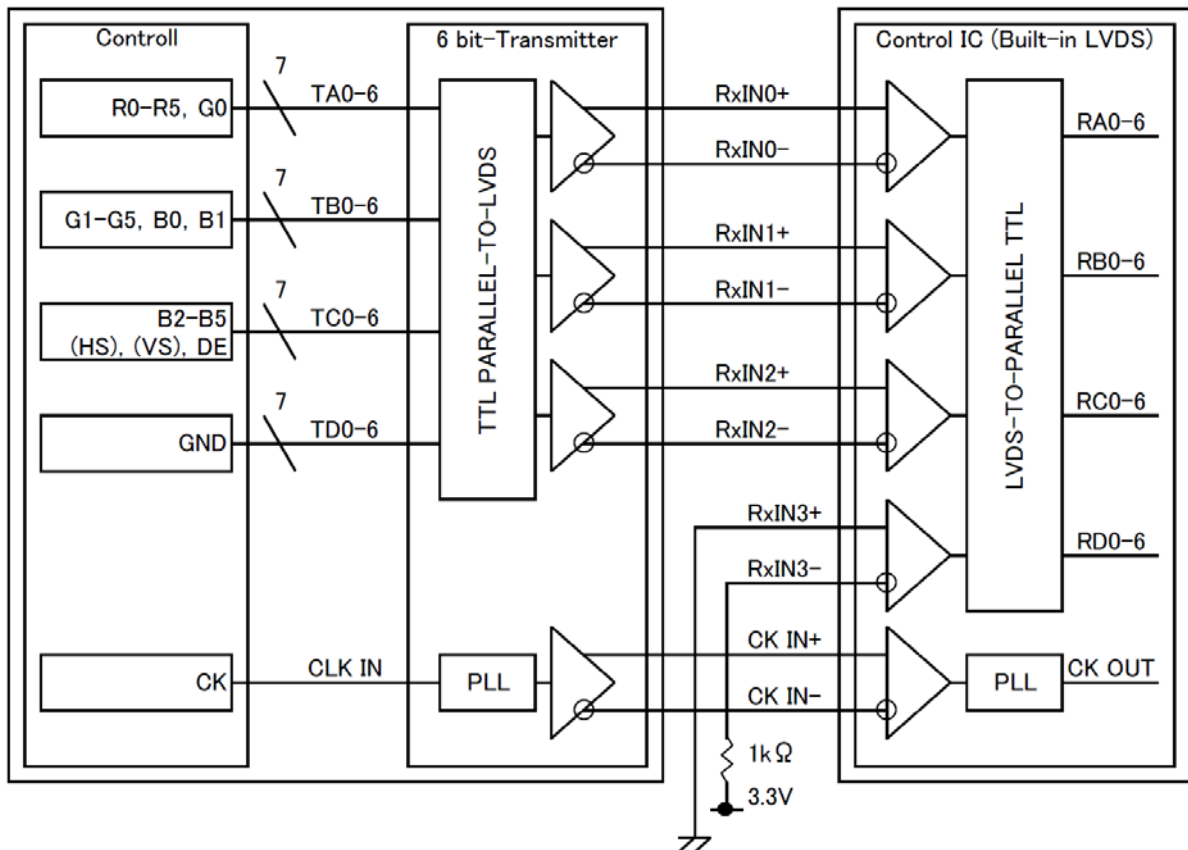 Controll
6 bit-Transmitter
Control IC (Built-in LVDS)
R0-R5, G0
7
TA0-6
RxIN0+
RxIN0-
RA0-6
G1-G5, B0, B1
7
TB0-6
RxIN1+
RxIN1-
RB0-6
B2-B5
(HS), (VS), DE
7
TC0-6
RxIN2+
RxIN2-
RC0-6
GND
7
TD0-6
TTL PARALLEL-TO-LVDS
LVDS-TO-PARALLEL TTL
RxIN3+
RxIN3-
RD0-6
CK
CLK IN
PLL
CK IN+
CK IN-
PLL
CK OUT
1kΩ
3.3V